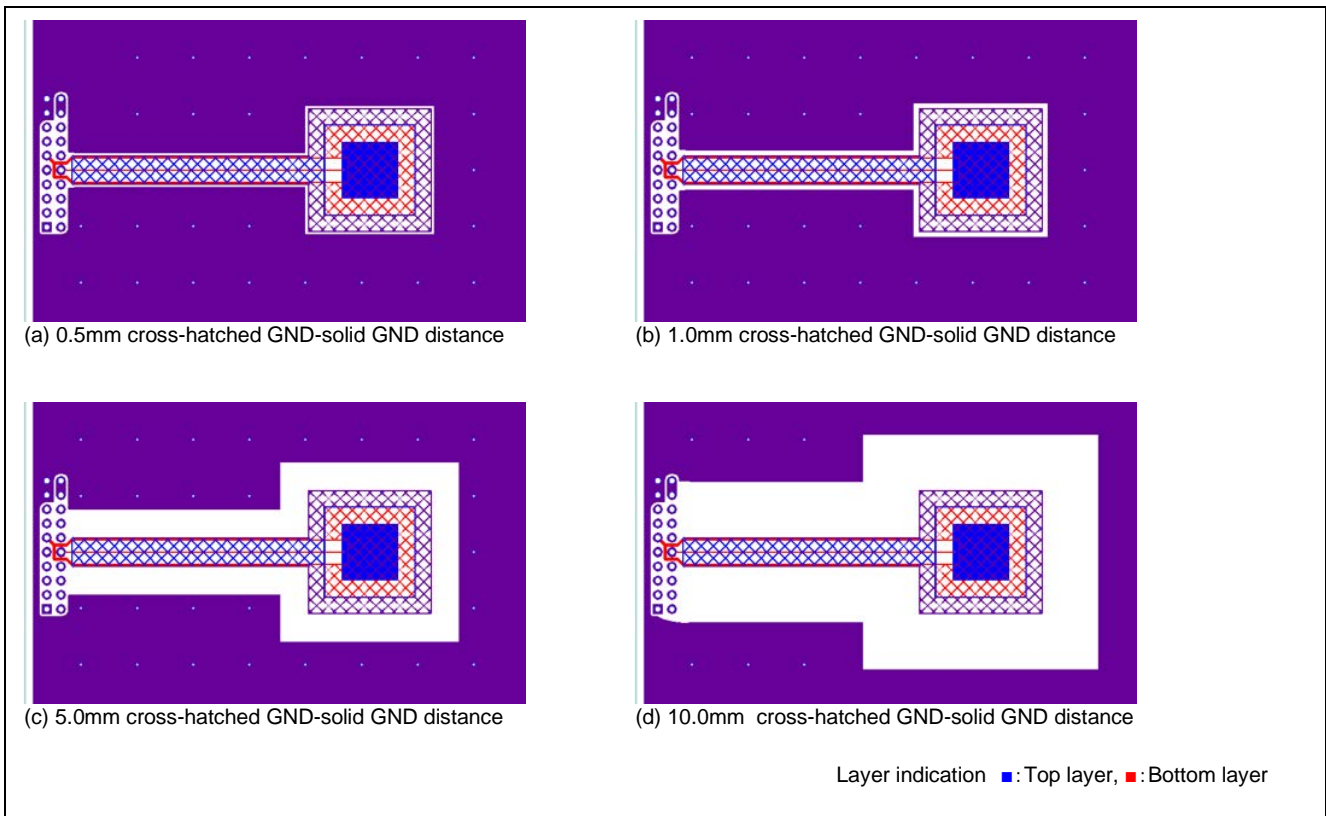 (a) 0.5mm cross-hatched GND-solid GND distance
(b) 1.0mm cross-hatched GND-solid GND distance
(c) 5.0mm cross-hatched GND-solid GND distance
(d) 10.0mm  cross-hatched GND-solid GND distance
Layer indication ■:Top layer, ■:Bottom layer